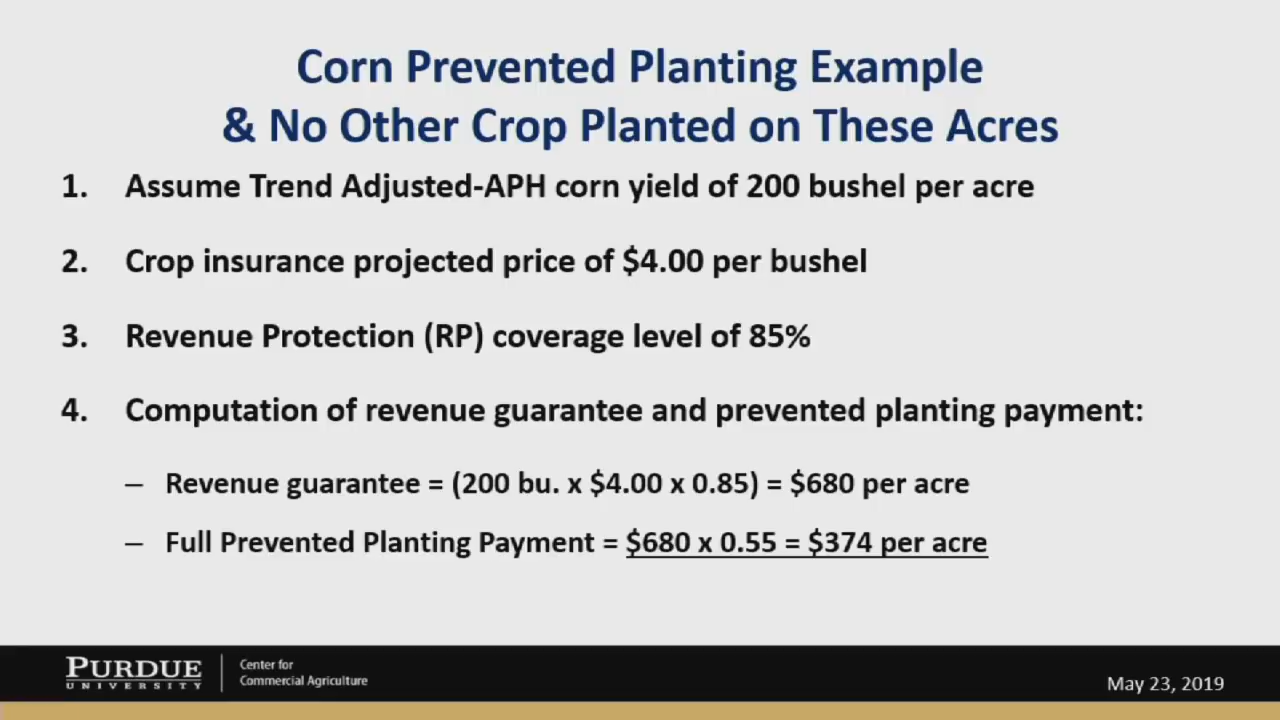 Corn Prevented Planting Example
& No Other Crop Planted on These Acres
1. Assume Trend Adjusted-APH corn yield of 200 bushel per acre
2. Crop insurance projected price of $4.00 per bushel
3. Revenue Protection (RP) coverage level of 85%
4. Computation of revenue guarantee and prevented planting payment:
– Revenue guarantee = (200 bu. x $4.00 x 0.85) = $680 per acre
– Full Prevented Planting Payment = $680 x 0.55 = $374 per acre
PURDUE
UNIVERSITY
Center for
Commercial Agriculture
May 23, 2019